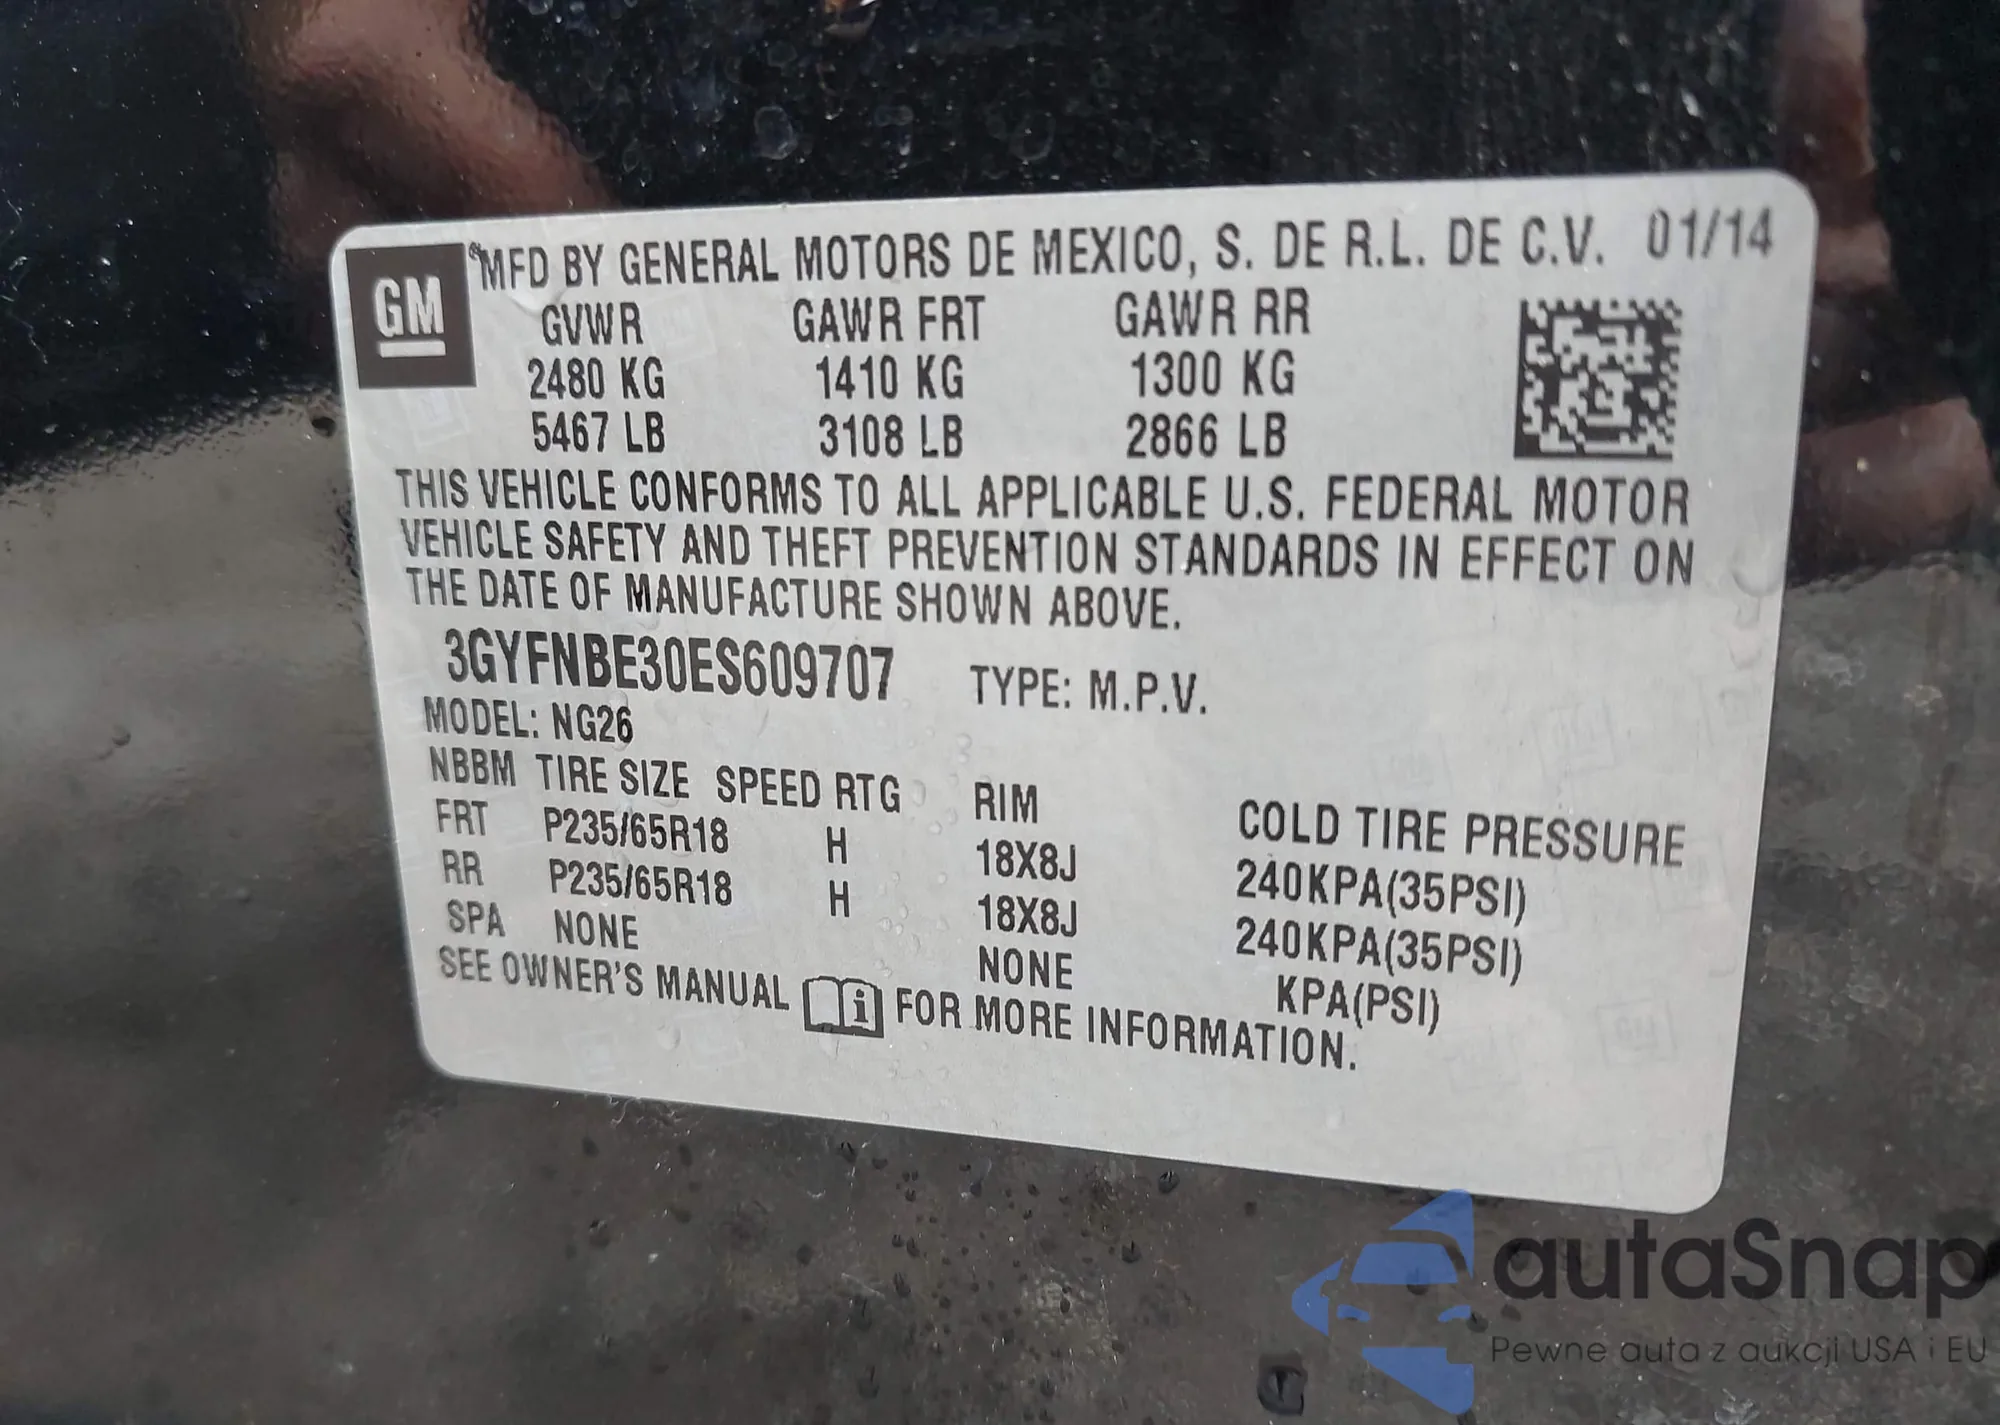 GM
MFD BY GENERAL MOTORS DE MEXICO, S. DE R.L. DE C.V. 01/14
GVWR GAWR FRT GAWR RR
2480 KG 1410 KG 1300 KG
5467 LB 3108 LB 2866 LB
THIS VEHICLE CONFORMS TO ALL APPLICABLE U.S. FEDERAL MOTOR
VEHICLE SAFETY AND THEFT PREVENTION STANDARDS IN EFFECT ON
THE DATE OF MANUFACTURE SHOWN ABOVE.
3GYFNBE30ES609707 TYPE: M.P.V.
MODEL: NG26
NBBM TIRE SIZE SPEED RTG RIM COLD TIRE PRESSURE
FRT P235/65R18 H 18X8J 240KPA(35PSI)
RR P235/65R18 H 18X8J 240KPA(35PSI)
SPA NONE NONE KPA(PSI)
SEE OWNER'S MANUAL i FOR MORE INFORMATION.
autaSnap
Pewne auta z aukcji USA i EU